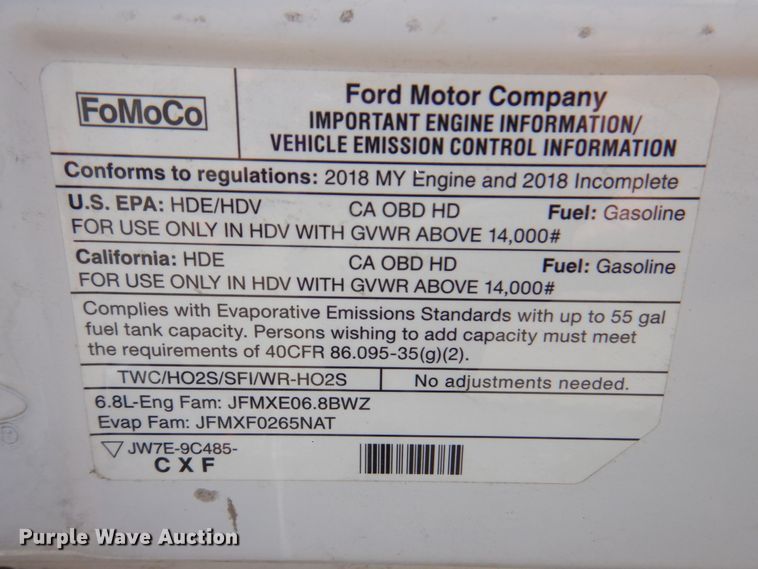 FoMoCo
Ford Motor Company
IMPORTANT ENGINE INFORMATION/
VEHICLE EMISSION CONTROL INFORMATION
Conforms to regulations: 2018 MY Engine and 2018 Incomplete
U.S. EPA: HDE/HDV CA OBD HD Fuel: Gasoline
FOR USE ONLY IN HDV WITH GVWR ABOVE 14,000#
California: HDE CA OBD HD Fuel: Gasoline
FOR USE ONLY IN HDV WITH GVWR ABOVE 14,000#
Complies with Evaporative Emissions Standards with up to 55 gal
fuel tank capacity. Persons wishing to add capacity must meet
the requirements of 40CFR 86.095-35(g)(2).
TWC/HO2S/SFI/WR-HO2S No adjustments needed.
6.8L-Eng Fam: JFMXE06.8BWZ
Evap Fam: JFMXF0265NAT
JW7E-9C485-
CXF
Purple Wave Auction